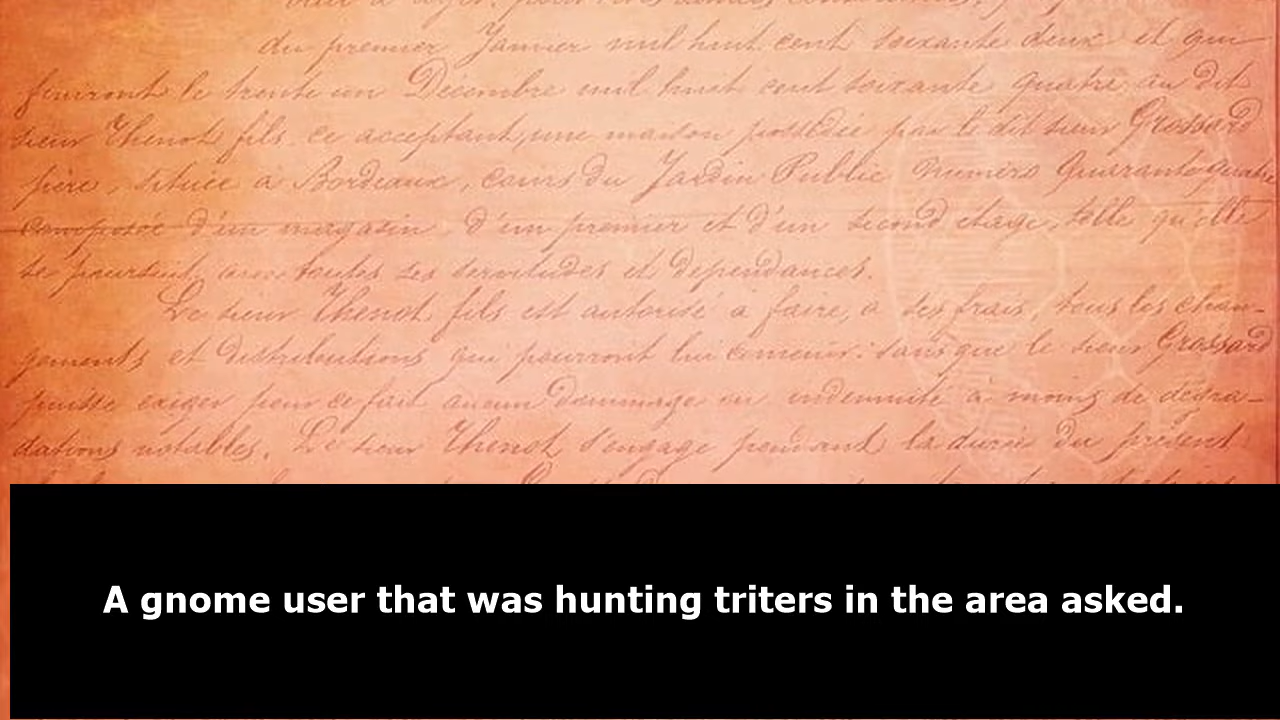 du premier Janvier mil huit cent soixante deux et qui
finiront le trente un Décembre mil huit cent soixante quatre, au dit
sieur Thenot fils ce acceptant, une maison possédée par le dit sieur Grossard
père, située à Bordeaux, cours du Jardin Public numéro Quarante quatre
composée d'un magasin, d'un premier et d'un second étage, telle qu'elle
se poursuit, avec toutes ses servitudes et dépendances.
Le sieur Thenot fils est autorisé à faire, à ses frais, tous les chan-
gements et distributions qui pourront lui convenir: sans que le sieur Grossard
puisse exiger pour ce fait aucun dommage ou indemnité à moins de dégra-
dations notables. Le sieur Thenot s'engage pendant la durée du présent
A gnome user that was hunting triters in the area asked.